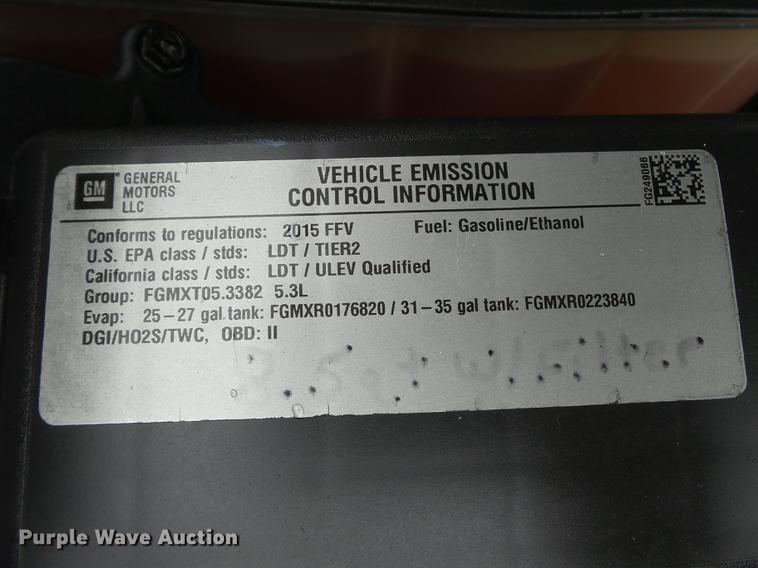 GM
GENERAL
MOTORS
LLC
VEHICLE EMISSION
CONTROL INFORMATION
FG249066
Conforms to regulations: 2015 FFV Fuel: Gasoline/Ethanol
U.S. EPA class / stds: LDT / TIER2
California class / stds: LDT / ULEV Qualified
Group: FGMXT05.3382 5.3L
Evap: 25-27 gal tank: FGMXR0176820 / 31-35 gal tank: FGMXR0223840
DGI/HO2S/TWC, OBD: II
Purple Wave Auction